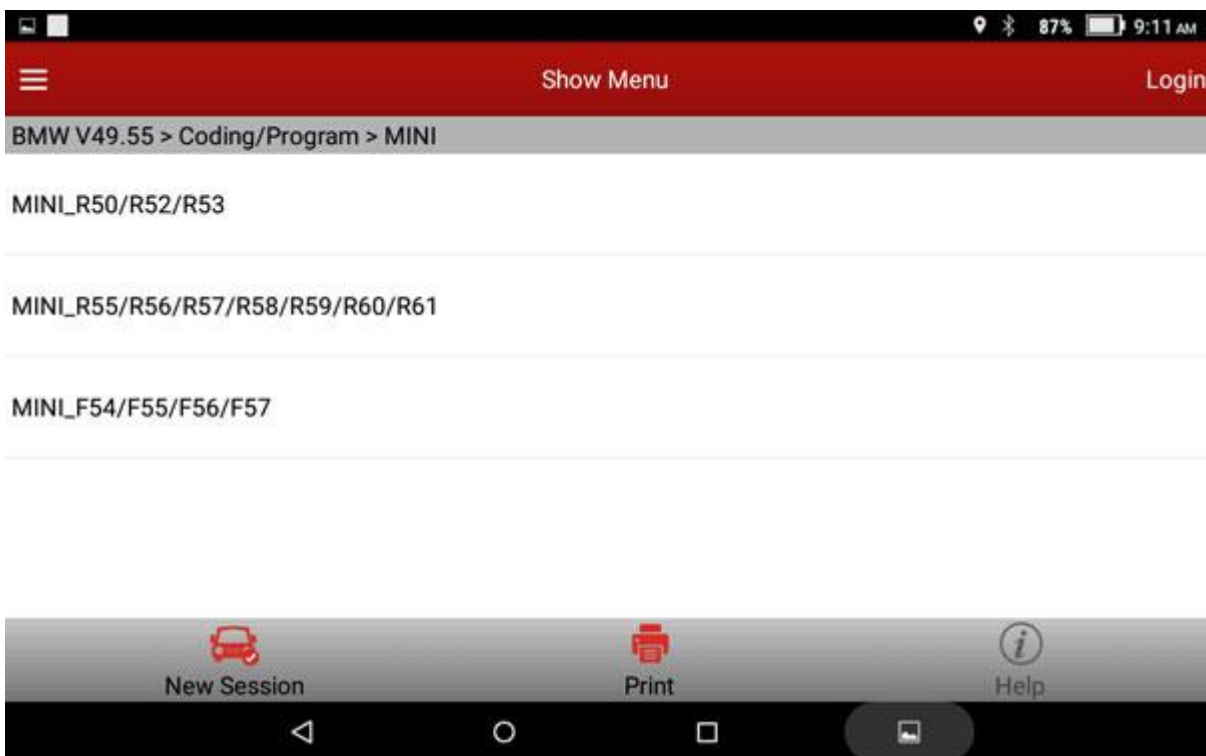 87% 9:11 AM
Show Menu Login
BMW V49.55 > Coding/Program > MINI
MINI_R50/R52/R53
MINI_R55/R56/R57/R58/R59/R60/R61
MINI_F54/F55/F56/F57
New Session Print Help